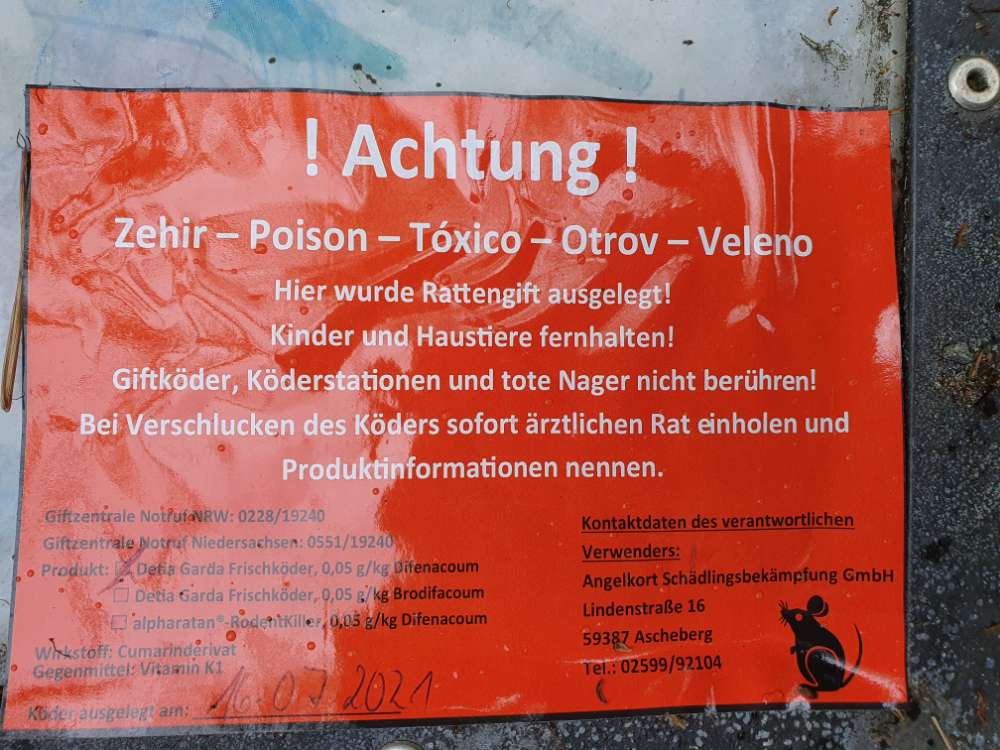 ! Achtung !
Zehir – Poison – Tóxico – Otrov – Veleno
Hier wurde Rattengift ausgelegt!
Kinder und Haustiere fernhalten!
Giftköder, Köderstationen und tote Nager nicht berühren!
Bei Verschlucken des Köders sofort ärztlichen Rat einholen und
Produktinformationen nennen.
Giftzentrale Notruf NRW: 0228/19240
Giftzentrale Notruf Niedersachsen: 0551/19240
Produkt: ☒ Detia Garda Frischköder, 0,05 g/kg Difenacoum
☐ Detia Garda Frischköder, 0,05 g/kg Brodifacoum
☐ alpharatan®-RodentKiller, 0,05 g/kg Difenacoum
Wirkstoff: Cumarinderivat
Gegenmittel: Vitamin K1
Köder ausgelegt am: 16.07.2021
Kontaktdaten des verantwortlichen
Verwenders:
Angelkort Schädlingsbekämpfung GmbH
Lindenstraße 16
59387 Ascheberg
Tel.: 02599/92104